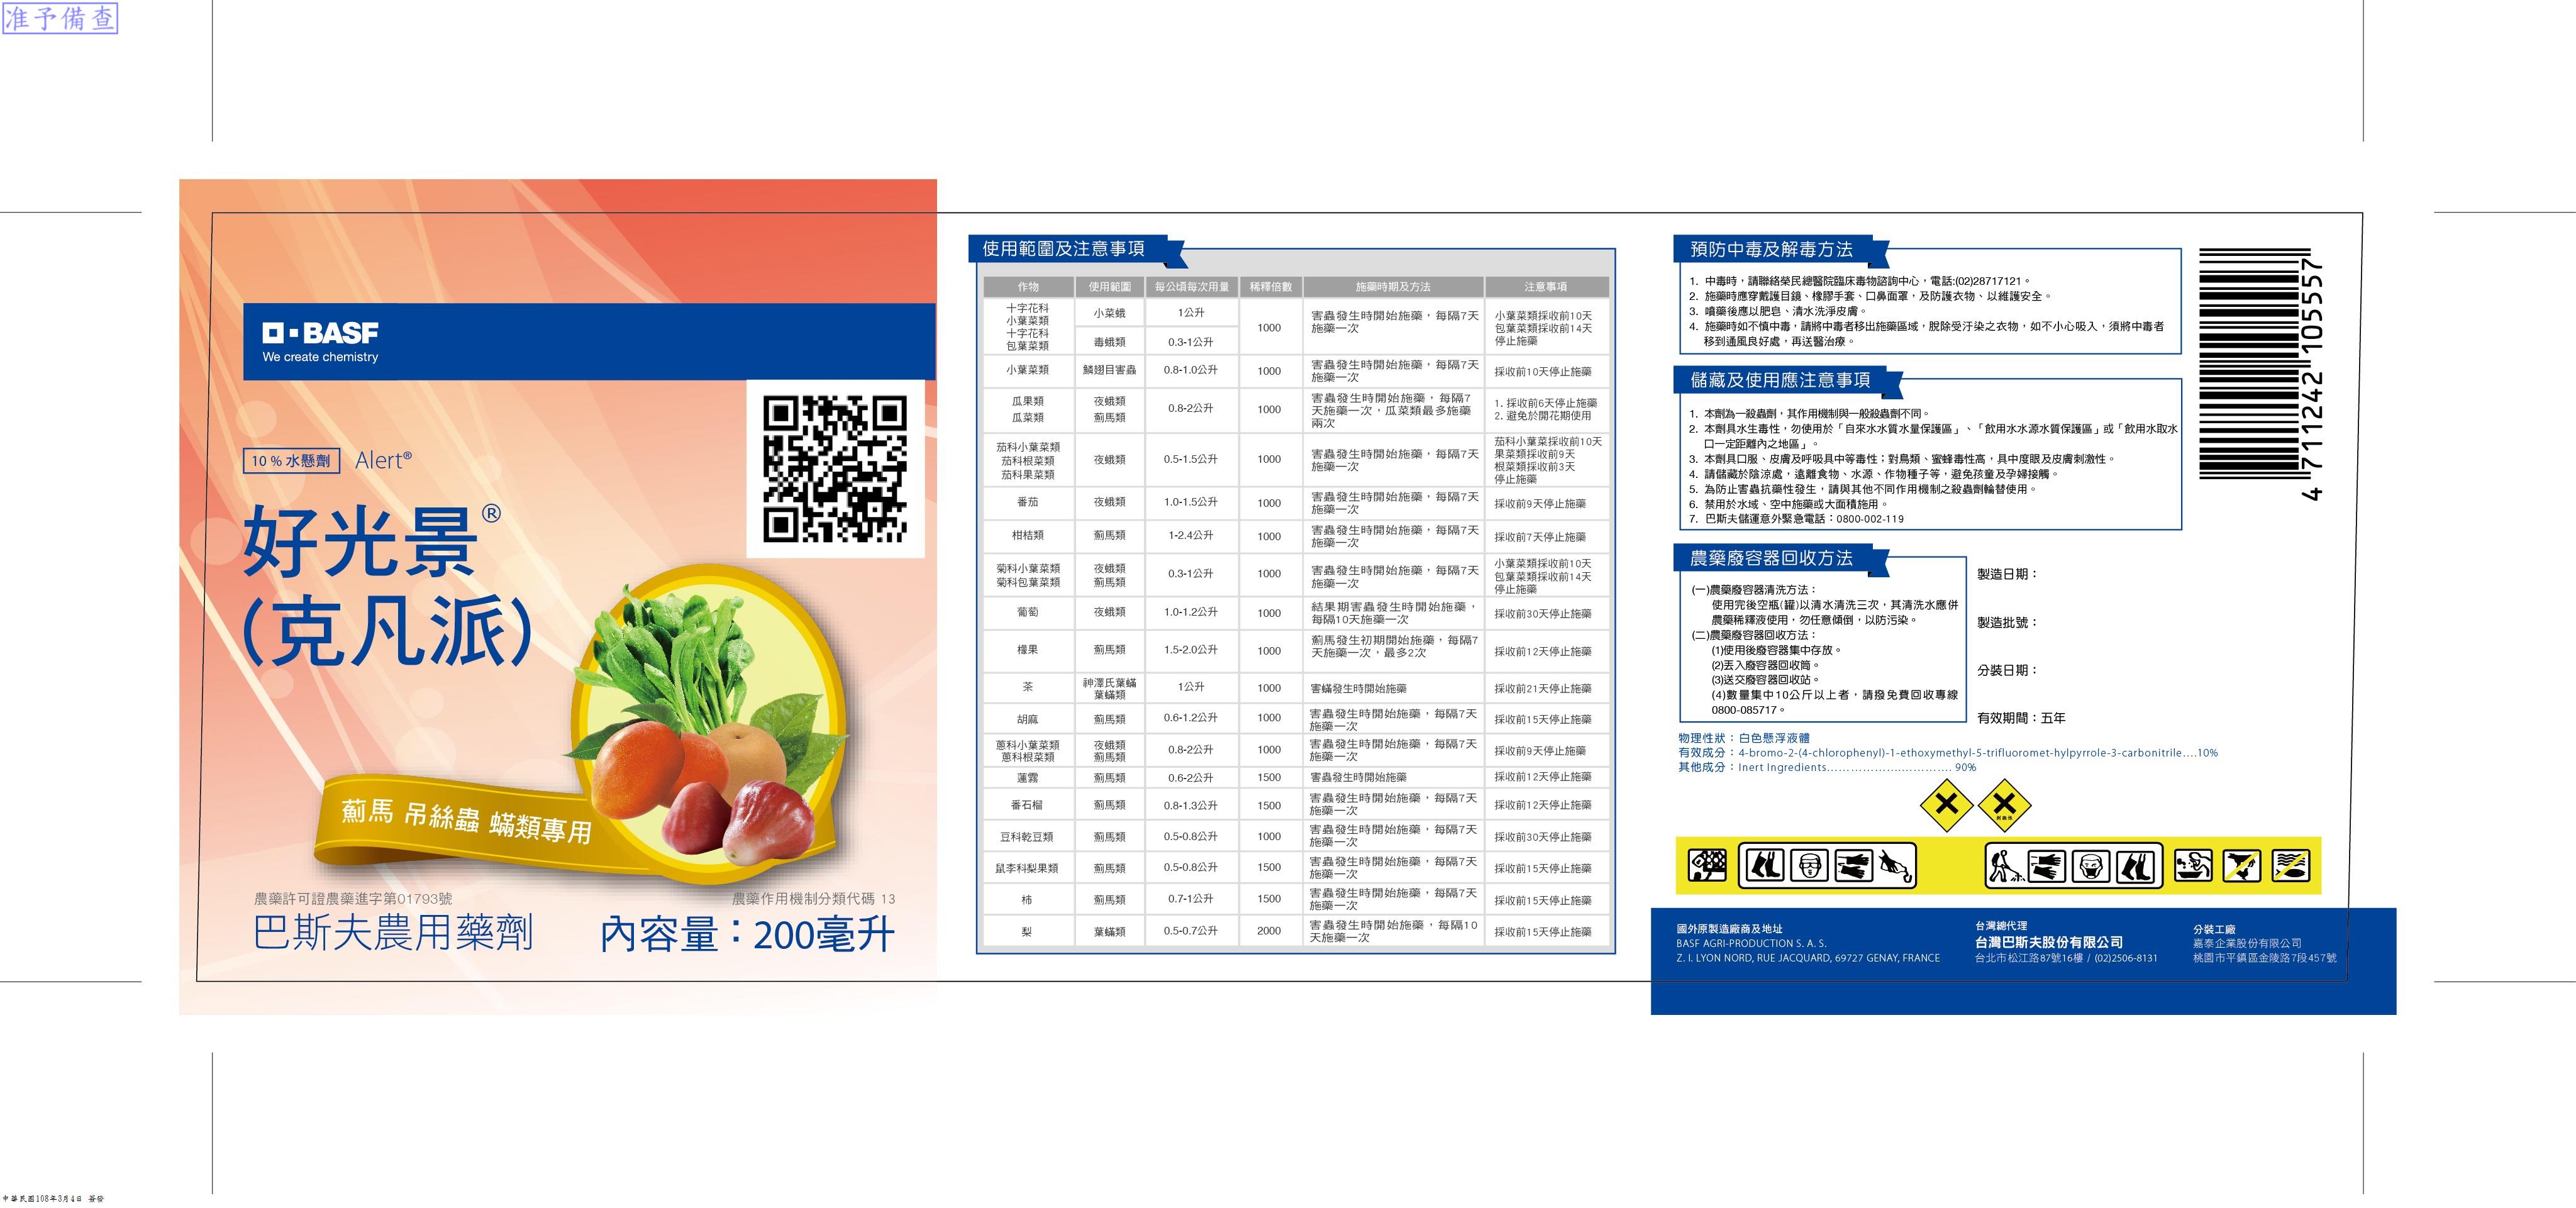 准予備查
BASF
We create chemistry
10 % 水懸劑 Alert®
好光景®
(克凡派)
薊馬 吊絲蟲 蟎類專用
農藥許可證農藥進字第01793號
農藥作用機制分類代碼 13
巴斯夫農用藥劑
內容量：200毫升
使用範圍及注意事項
作物 使用範圍 每公頃每次用量 稀釋倍數 施藥時期及方法 注意事項
十字花科
小葉菜類
十字花科
包葉菜類
小菜蛾 1公升
毒蛾類 0.3-1公升
1000
害蟲發生時開始施藥，每隔7天
施藥一次
小葉菜類採收前10天
包葉菜類採收前14天
停止施藥
小葉菜類 鱗翅目害蟲 0.8-1.0公升 1000
害蟲發生時開始施藥，每隔7天
施藥一次
採收前10天停止施藥
瓜果類
瓜菜類
夜蛾類
薊馬類
0.8-2公升 1000
害蟲發生時開始施藥，每隔7
天施藥一次，瓜菜類最多施藥
兩次
1. 採收前6天停止施藥
2. 避免於開花期使用
茄科小葉菜類
茄科根菜類
茄科果菜類
夜蛾類 0.5-1.5公升 1000
害蟲發生時開始施藥，每隔7天
施藥一次
茄科小葉菜採收前10天
果菜類採收前9天
根菜類採收前3天
停止施藥
番茄 夜蛾類 1.0-1.5公升 1000
害蟲發生時開始施藥，每隔7天
施藥一次
採收前9天停止施藥
柑桔類 薊馬類 1-2.4公升 1000
害蟲發生時開始施藥，每隔7天
施藥一次
採收前7天停止施藥
菊科小葉菜類
菊科包葉菜類
夜蛾類
薊馬類
0.3-1公升 1000
害蟲發生時開始施藥，每隔7天
施藥一次
小葉菜類採收前10天
包葉菜類採收前14天
停止施藥
葡萄 夜蛾類 1.0-1.2公升 1000
結果期害蟲發生時開始施藥，
每隔10天施藥一次
採收前30天停止施藥
檬果 薊馬類 1.5-2.0公升 1000
薊馬發生初期開始施藥，每隔7
天施藥一次，最多2次
採收前12天停止施藥
茶
神澤氏葉蟎
葉蟎類
1公升 1000 害蟎發生時開始施藥 採收前21天停止施藥
胡麻 薊馬類 0.6-1.2公升 1000
害蟲發生時開始施藥，每隔7天
施藥一次
採收前15天停止施藥
蔥科小葉菜類
蔥科根菜類
夜蛾類
薊馬類
0.8-2公升 1000
害蟲發生時開始施藥，每隔7天
施藥一次
採收前9天停止施藥
蓮霧 薊馬類 0.6-2公升 1500 害蟲發生時開始施藥 採收前12天停止施藥
番石榴 薊馬類 0.8-1.3公升 1500
害蟲發生時開始施藥，每隔7天
施藥一次
採收前12天停止施藥
豆科乾豆類 薊馬類 0.5-0.8公升 1000
害蟲發生時開始施藥，每隔7天
施藥一次
採收前30天停止施藥
鼠李科梨果類 薊馬類 0.5-0.8公升 1500
害蟲發生時開始施藥，每隔7天
施藥一次
採收前15天停止施藥
柿 薊馬類 0.7-1公升 1500
害蟲發生時開始施藥，每隔7天
施藥一次
採收前15天停止施藥
梨 葉蟎類 0.5-0.7公升 2000
害蟲發生時開始施藥，每隔10
天施藥一次
採收前15天停止施藥
預防中毒及解毒方法
1. 中毒時，請聯絡榮民總醫院臨床毒物諮詢中心，電話:(02)28717121。
2. 施藥時應穿戴護目鏡、橡膠手套、口鼻面罩，及防護衣物、以維護安全。
3. 噴藥後應以肥皂、清水洗淨皮膚。
4. 施藥時如不慎中毒，請將中毒者移出施藥區域，脫除受汙染之衣物，如不小心吸入，須將中毒者
移到通風良好處，再送醫治療。
儲藏及使用應注意事項
1. 本劑為一殺蟲劑，其作用機制與一般殺蟲劑不同。
2. 本劑具水生毒性，勿使用於「自來水水質水量保護區」、「飲用水水源水質保護區」或「飲用水取水
口一定距離內之地區」。
3. 本劑具口服、皮膚及呼吸具中等毒性；對鳥類、蜜蜂毒性高，具中度眼及皮膚刺激性。
4. 請儲藏於陰涼處，遠離食物、水源、作物種子等，避免孩童及孕婦接觸。
5. 為防止害蟲抗藥性發生，請與其他不同作用機制之殺蟲劑輪替使用。
6. 禁用於水域、空中施藥或大面積施用。
7. 巴斯夫儲運意外緊急電話：0800-002-119
農藥廢容器回收方法
(一)農藥廢容器清洗方法：
使用完後空瓶(罐)以清水清洗三次，其清洗水應併
農藥稀釋液使用，勿任意傾倒，以防污染。
(二)農藥廢容器回收方法：
(1)使用後廢容器集中存放。
(2)丟入廢容器回收筒。
(3)送交廢容器回收站。
(4)數量集中10公斤以上者，請撥免費回收專線
0800-085717。
製造日期：
製造批號：
分裝日期：
有效期間：五年
4 711242 105557
物理性狀：白色懸浮液體
有效成分：4-bromo-2-(4-chlorophenyl)-1-ethoxymethyl-5-trifluoromet-hylpyrrole-3-carbonitrile....10%
其他成分：Inert Ingredients................................ 90%
國外原製造廠商及地址
BASF AGRI-PRODUCTION S. A. S.
Z. I. LYON NORD, RUE JACQUARD, 69727 GENAY, FRANCE
台灣總代理
台灣巴斯夫股份有限公司
台北市松江路87號16樓 / (02)2506-8131
分裝工廠
嘉泰企業股份有限公司
桃園市平鎮區金陵路7段457號
中華民國108年3月4日 簽發